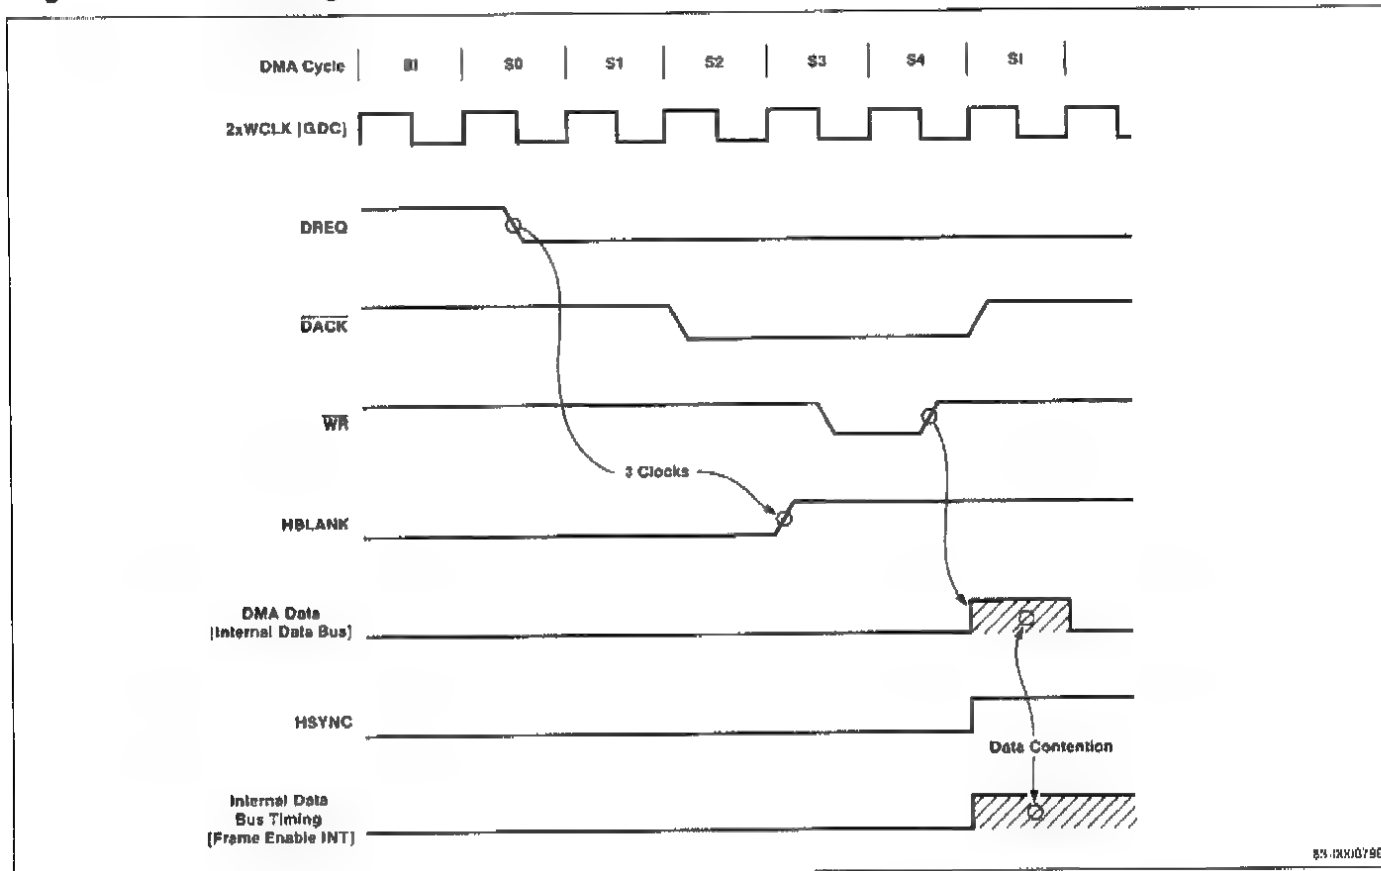 DMA Cycle
S0
S1
S2
S3
S4
SI
2xWCLK [GDC]
DREQ
DACK
WR
3 Clocks
HBLANK
DMA Data
[Internal Data Bus]
HSYNC
Data Contention
Internal Data
Bus Timing
[Frame Enable INT]